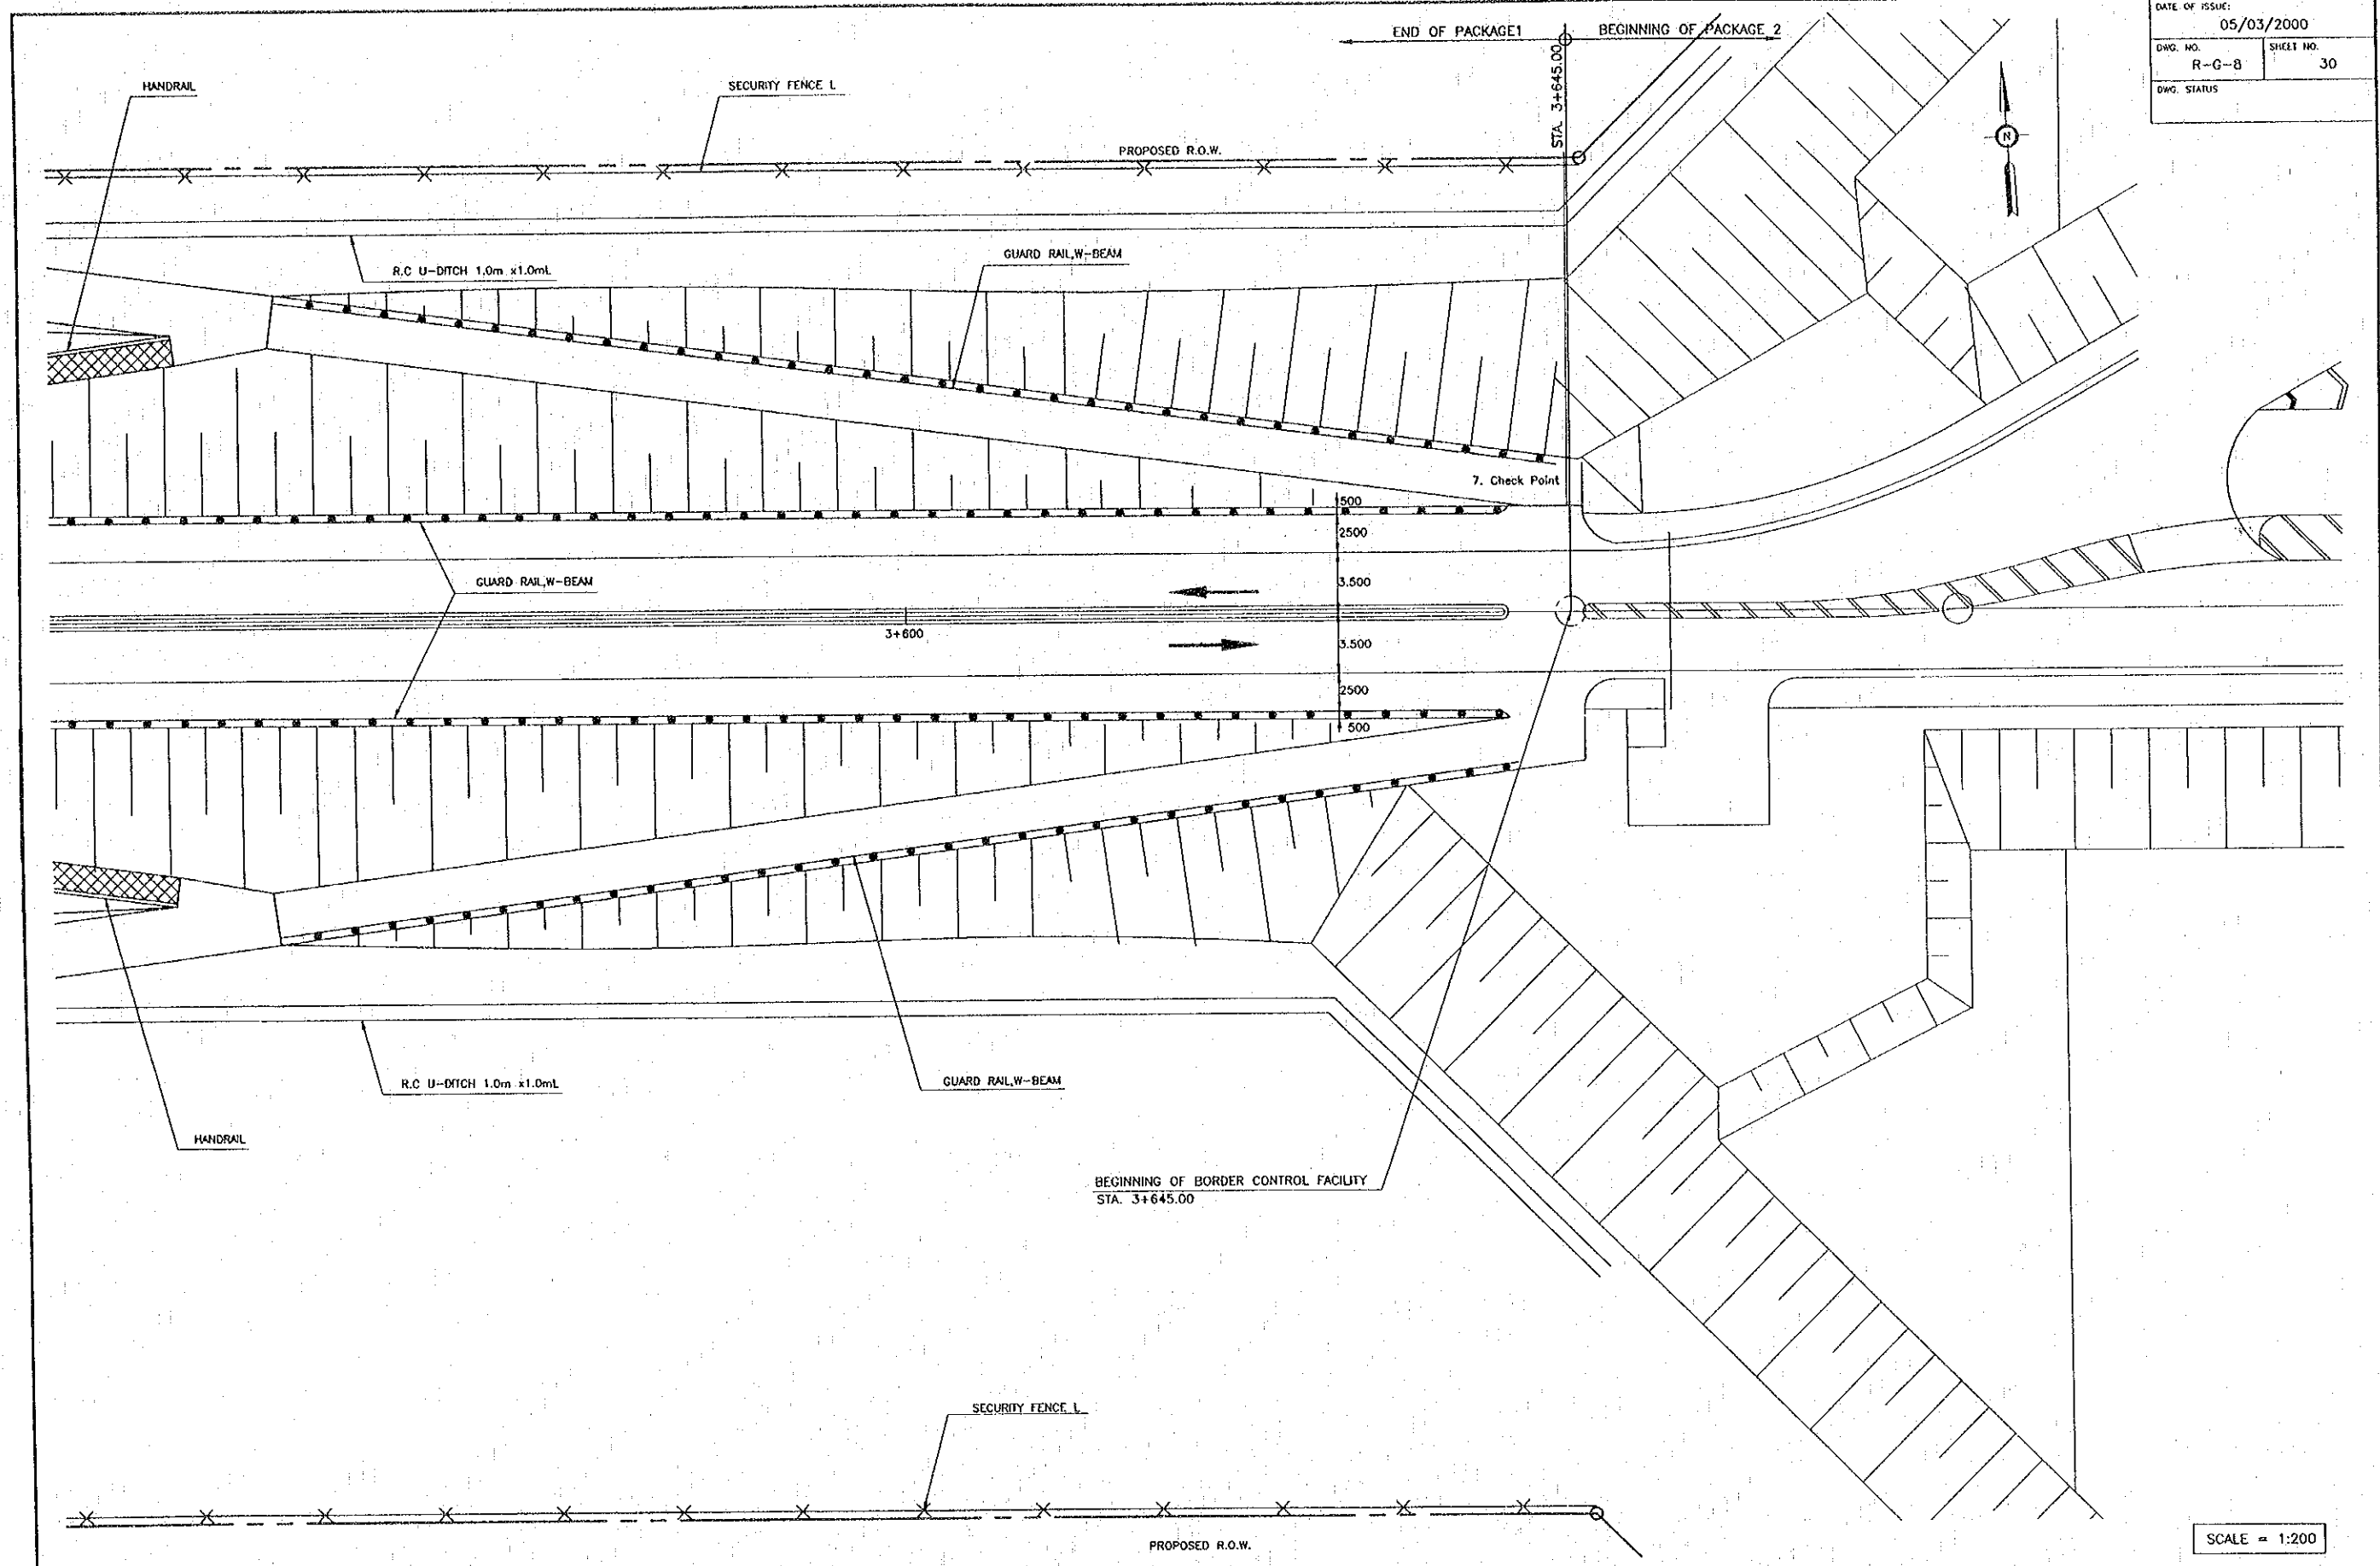 DATE OF ISSUE:
05/03/2000
DWG. NO.
R-G-8
SHEET NO.
30
DWG. STATUS
END OF PACKAGE1
BEGINNING OF PACKAGE 2
STA. 3+645.00
HANDRAIL
SECURITY FENCE L
PROPOSED R.O.W.
N
R.C U-DITCH 1.0m x1.0mL
GUARD RAIL,W-BEAM
7. Check Point
500
2500
GUARD RAIL,W-BEAM
3.500
3+600
3.500
2500
500
R.C U-DITCH 1.0m x1.0mL
GUARD RAIL,W-BEAM
HANDRAIL
BEGINNING OF BORDER CONTROL FACILITY
STA. 3+645.00
SECURITY FENCE L
PROPOSED R.O.W.
SCALE = 1:200